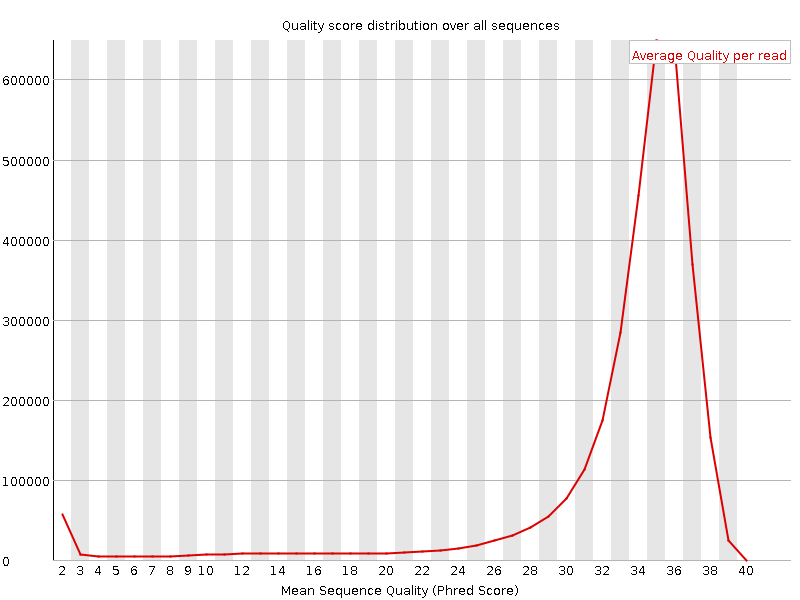 Quality score distribution over all sequences
Average Quality per read
600000
500000
400000
300000
200000
100000
0
2 3 4 5 6 7 8 9 10 12 14 16 18 20 22 24 26 28 30 32 34 36 38 40
Mean Sequence Quality (Phred Score)